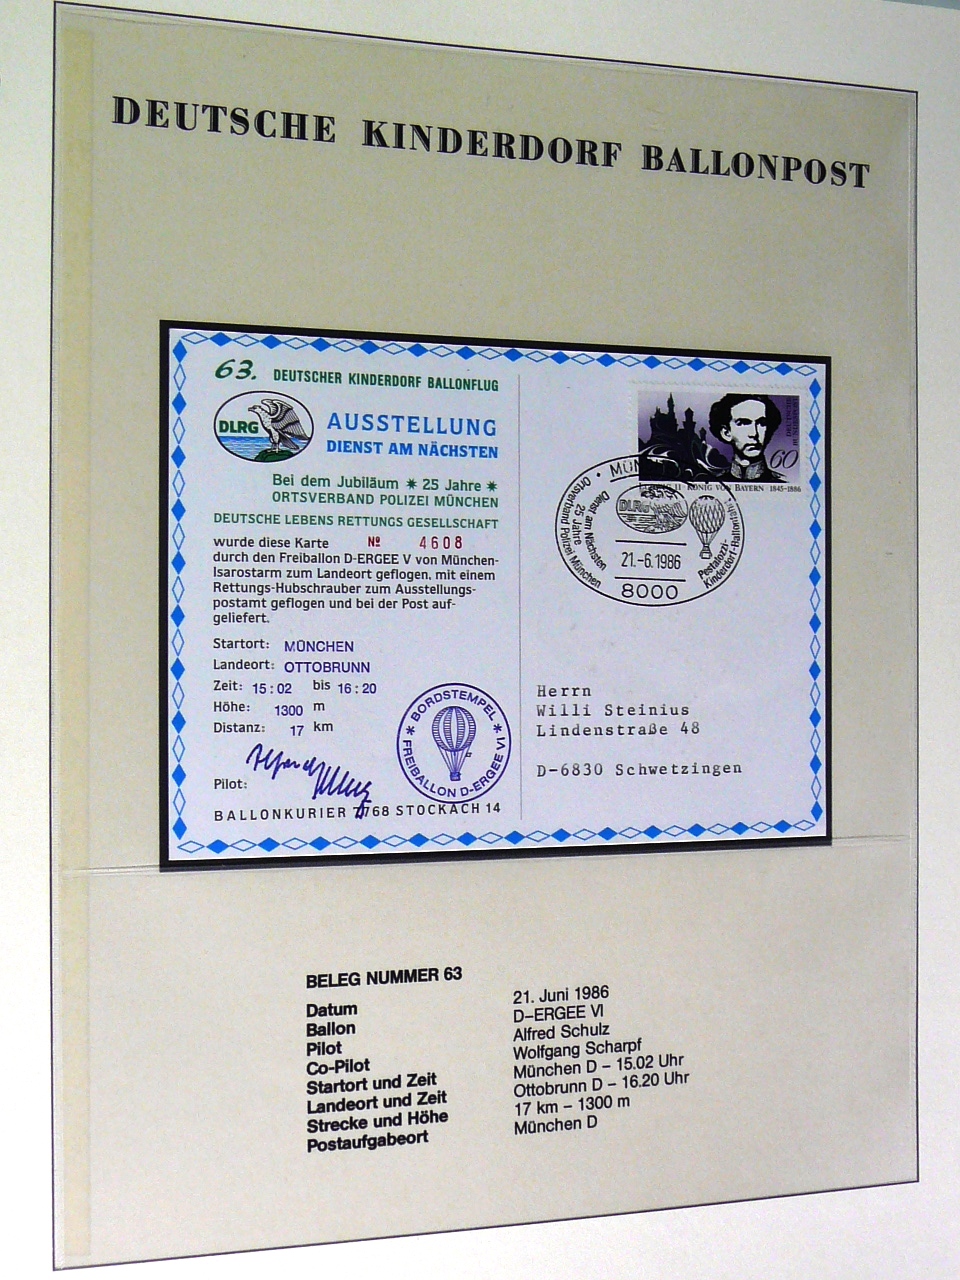 DEUTSCHE KINDERDORF BALLONPOST
63. DEUTSCHER KINDERDORF BALLONFLUG
DLRG
AUSSTELLUNG
DIENST AM NÄCHSTEN
Bei dem Jubiläum ✷ 25 Jahre ✷
ORTSVERBAND POLIZEI MÜNCHEN
DEUTSCHE LEBENS RETTUNGS GESELLSCHAFT
wurde diese Karte № 4608
durch den Freiballon D-ERGEE V von München-
Isarostarm zum Landeort geflogen, mit einem
Rettungs-Hubschrauber zum Ausstellungs-
postamt geflogen und bei der Post auf-
geliefert.
Startort: MÜNCHEN
Landeort: OTTOBRUNN
Zeit: 15:02 bis 16:20
Höhe: 1300 m
Distanz: 17 km
Pilot:
BALLONKURIER 7768 STOCKACH 14
✷ BORDSTEMPEL ✷
FREIBALLON D-ERGEE VI
60
II · KÖNIG VON BAYERN 1845-1886
MÜN
Dienst am Nächsten
25 Jahre
Ortsverband Polizei München
DLRG
Pestalozzi-
Kinderdorf-Ballonfahrt
21.-6.1986
8000
Herrn
Willi Steinius
Lindenstraße 48
D-6830 Schwetzingen
BELEG NUMMER 63
Datum 21. Juni 1986
Ballon D-ERGEE VI
Pilot Alfred Schulz
Co-Pilot Wolfgang Scharpf
Startort und Zeit München D - 15.02 Uhr
Landeort und Zeit Ottobrunn D - 16.20 Uhr
Strecke und Höhe 17 km - 1300 m
Postaufgabeort München D